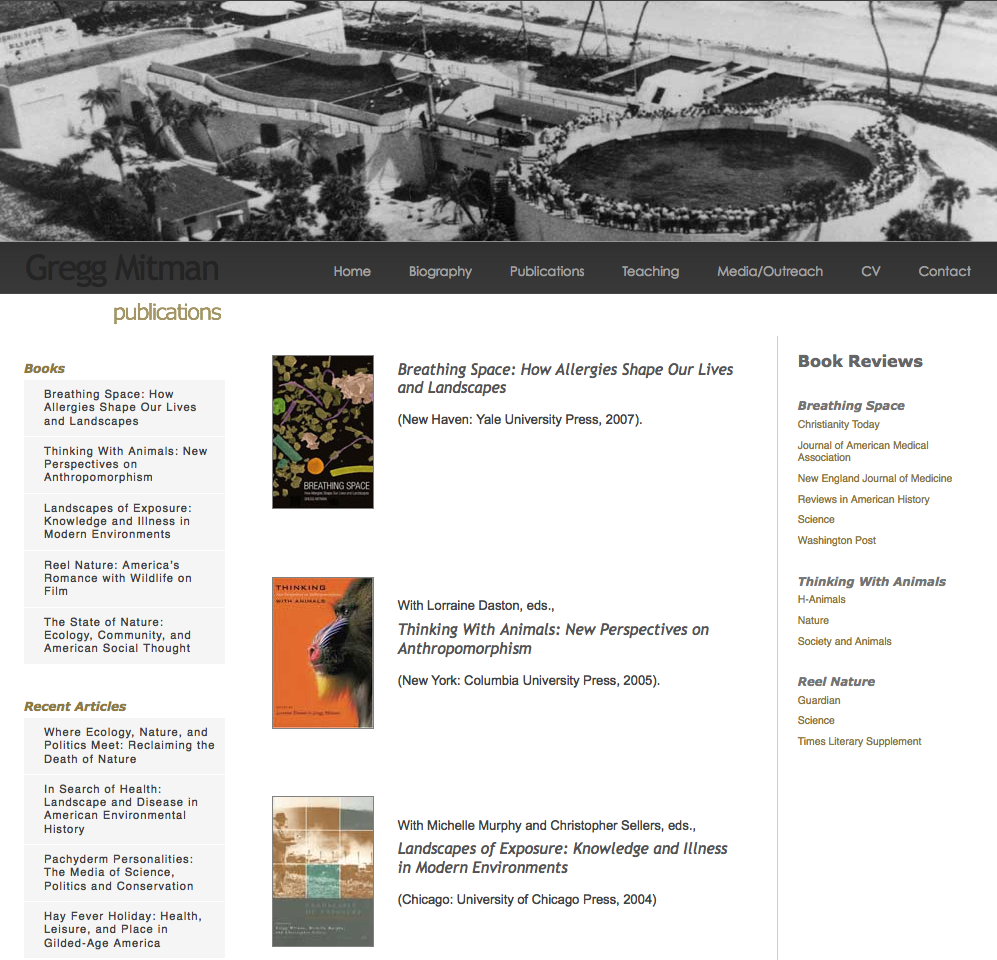 Gregg Mitman
Home
Biography
Publications
Teaching
Media/Outreach
CV
Contact
publications
Books
Breathing Space: How
Allergies Shape Our Lives
and Landscapes
Thinking With Animals: New
Perspectives on
Anthropomorphism
Landscapes of Exposure:
Knowledge and Illness in
Modern Environments
Reel Nature: America's
Romance with Wildlife on
Film
The State of Nature:
Ecology, Community, and
American Social Thought
Recent Articles
Where Ecology, Nature, and
Politics Meet: Reclaiming the
Death of Nature
In Search of Health:
Landscape and Disease in
American Environmental
History
Pachyderm Personalities:
The Media of Science,
Politics and Conservation
Hay Fever Holiday: Health,
Leisure, and Place in
Gilded-Age America
BREATHING SPACE
How Allergies Shape Our Lives and Landscapes
GREGG MITMAN
Breathing Space: How Allergies Shape Our Lives
and Landscapes
(New Haven: Yale University Press, 2007).
THINKING
WITH ANIMALS
With Lorraine Daston, eds.,
Thinking With Animals: New Perspectives on
Anthropomorphism
(New York: Columbia University Press, 2005).
LANDSCAPES
OF EXPOSURE
With Michelle Murphy and Christopher Sellers, eds.,
Landscapes of Exposure: Knowledge and Illness
in Modern Environments
(Chicago: University of Chicago Press, 2004)
Book Reviews
Breathing Space
Christianity Today
Journal of American Medical
Association
New England Journal of Medicine
Reviews in American History
Science
Washington Post
Thinking With Animals
H-Animals
Nature
Society and Animals
Reel Nature
Guardian
Science
Times Literary Supplement